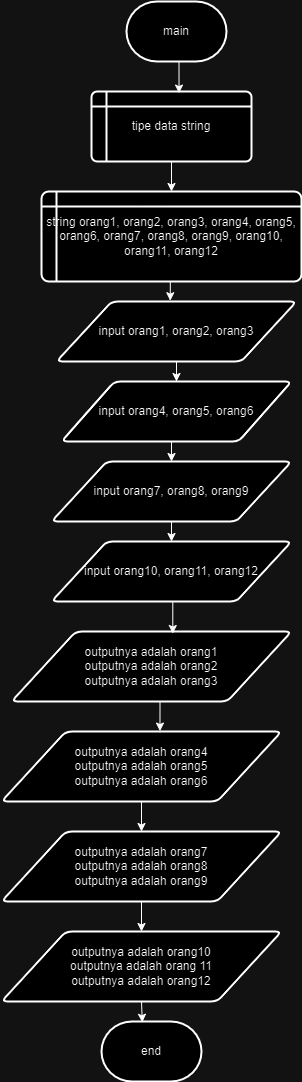 main
tipe data string
string orang1, orang2, orang3, orang4, orang5,
orang6, orang7, orang8, orang9, orang10,
orang11, orang12
input orang1, orang2, orang3
input orang4, orang5, orang6
input orang7, orang8, orang9
input orang10, orang11, orang12
outputnya adalah orang1
outputnya adalah orang2
outputnya adalah orang3
outputnya adalah orang4
outputnya adalah orang5
outputnya adalah orang6
outputnya adalah orang7
outputnya adalah orang8
outputnya adalah orang9
outputnya adalah orang10
outputnya adalah orang 11
outputnya adalah orang12
end